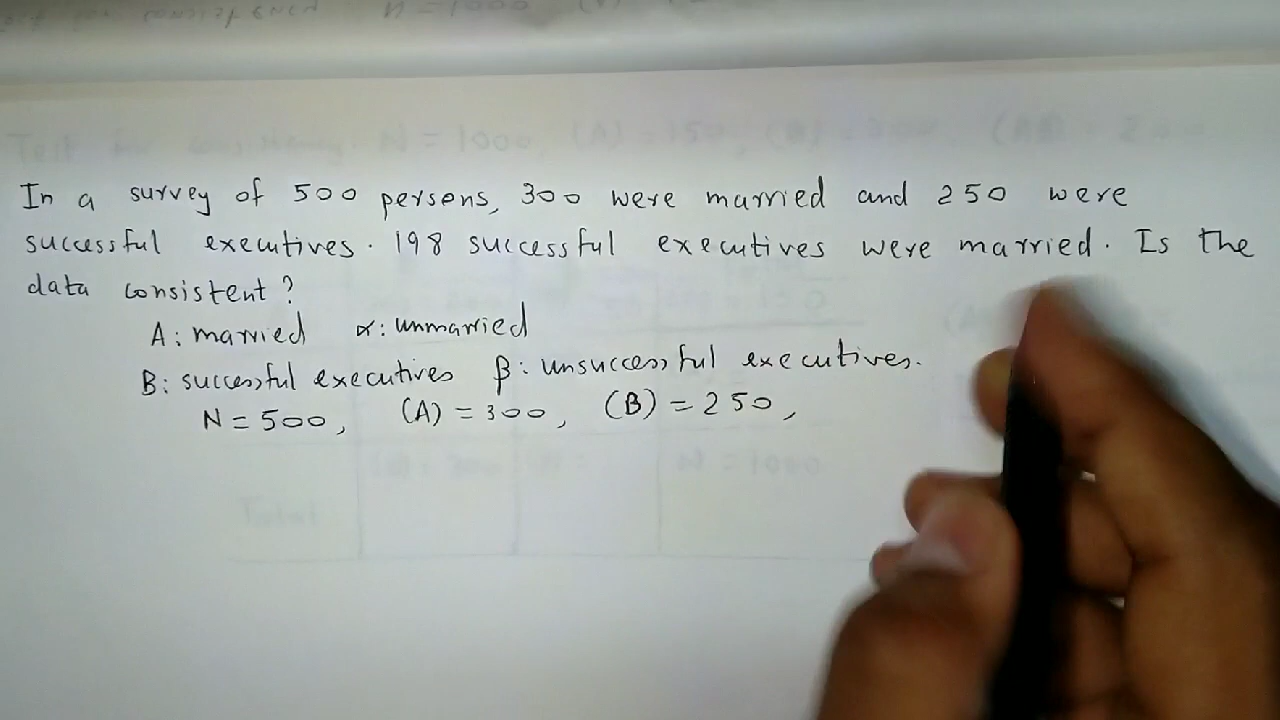 In a survey of 500 persons, 300 were married and 250 were
successful executives. 198 successful executives were married. Is the
data consistent?
A: married α: unmarried
B: successful executives β: unsuccessful executives.
N = 500, (A) = 300, (B) = 250,